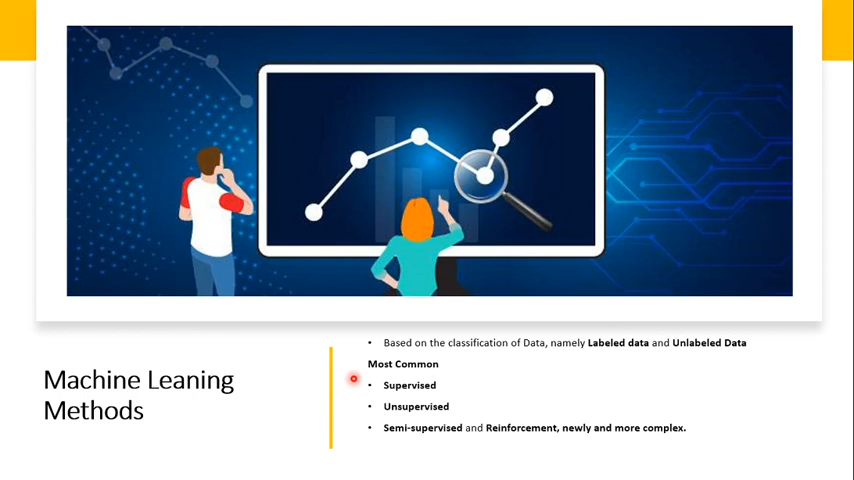 Based on the classification of Data, namely Labeled data and Unlabeled Data
Most Common
Supervised
Unsupervised
Semi-supervised and Reinforcement, newly and more complex.
Machine Leaning
Methods